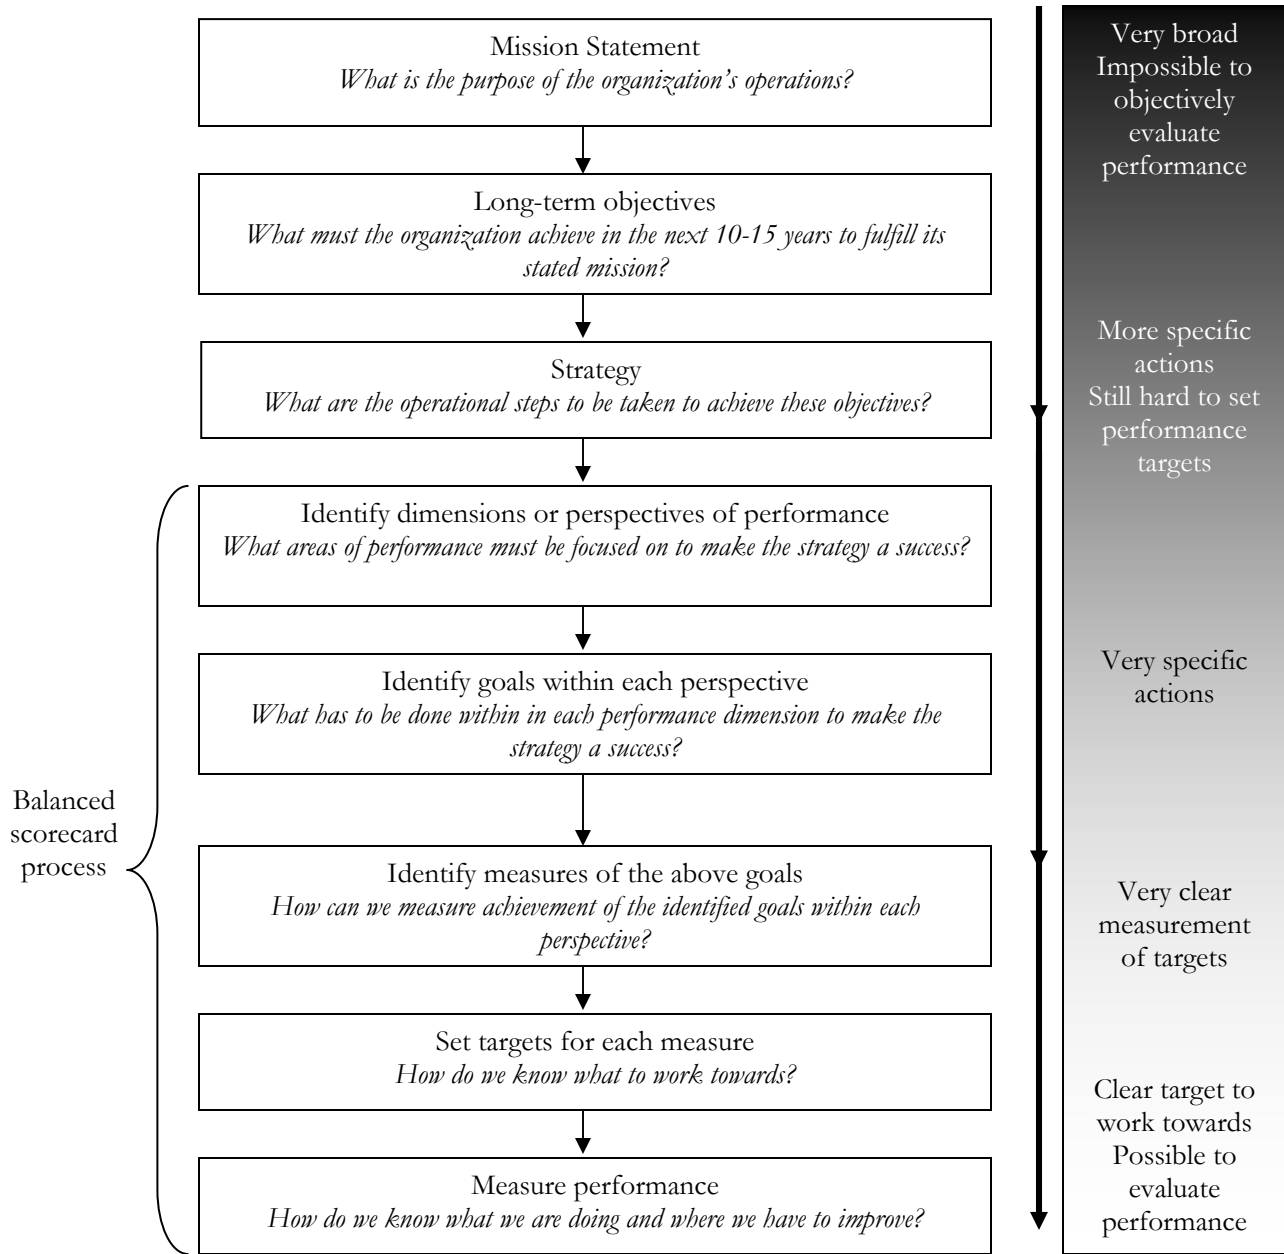 Mission Statement
What is the purpose of the organization's operations?
Long-term objectives
What must the organization achieve in the next 10-15 years to fulfill its
stated mission?
Strategy
What are the operational steps to be taken to achieve these objectives?
Identify dimensions or perspectives of performance
What areas of performance must be focused on to make the strategy a success?
Identify goals within each perspective
What has to be done within in each performance dimension to make the
strategy a success?
Identify measures of the above goals
How can we measure achievement of the identified goals within each
perspective?
Set targets for each measure
How do we know what to work towards?
Measure performance
How do we know what we are doing and where we have to improve?
Balanced
scorecard
process
Very broad
Impossible to
objectively
evaluate
performance
More specific
actions
Still hard to set
performance
targets
Very specific
actions
Very clear
measurement
of targets
Clear target to
work towards
Possible to
evaluate
performance